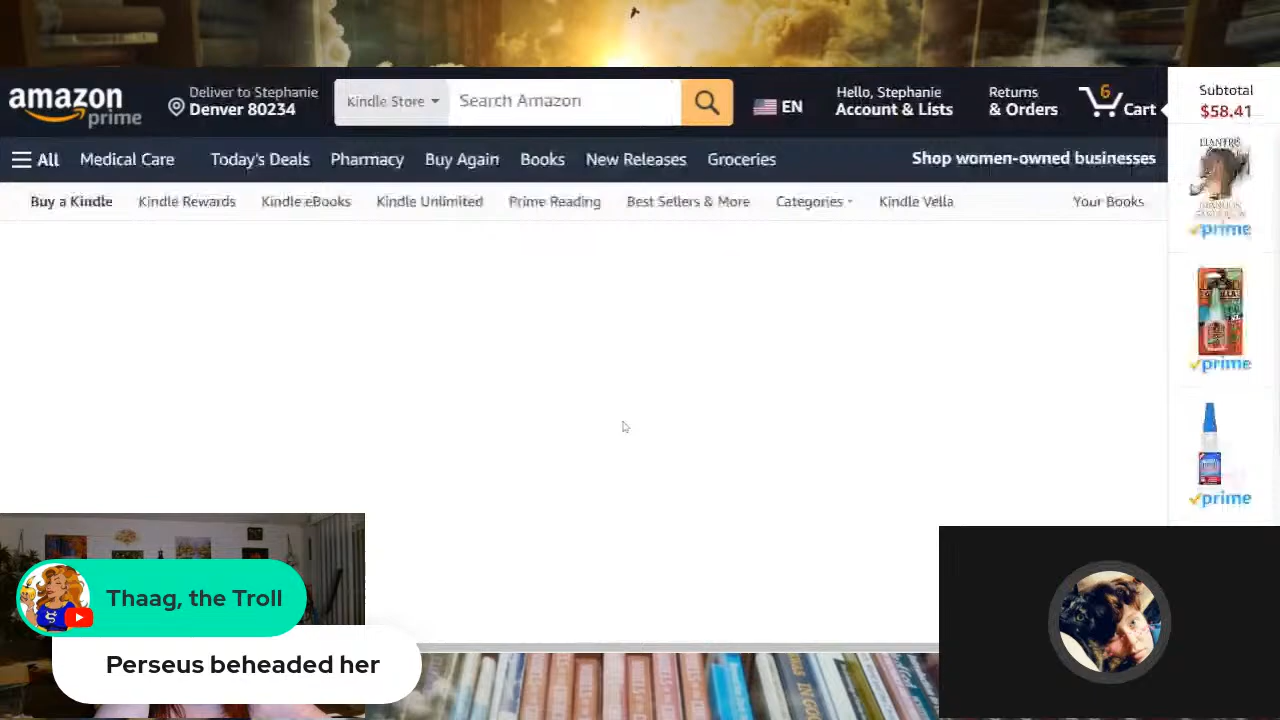 amazon prime
Deliver to Stephanie
Denver 80234
Kindle Store
Search Amazon
EN
Hello, Stephanie
Account & Lists
Returns
& Orders
6
Cart
Subtotal
$58.41
All
Medical Care
Today's Deals
Pharmacy
Buy Again
Books
New Releases
Groceries
Shop women-owned businesses
Buy a Kindle
Kindle Rewards
Kindle eBooks
Kindle Unlimited
Prime Reading
Best Sellers & More
Categories
Kindle Vella
Your Books
prime
prime
prime
Thaag, the Troll
Perseus beheaded her